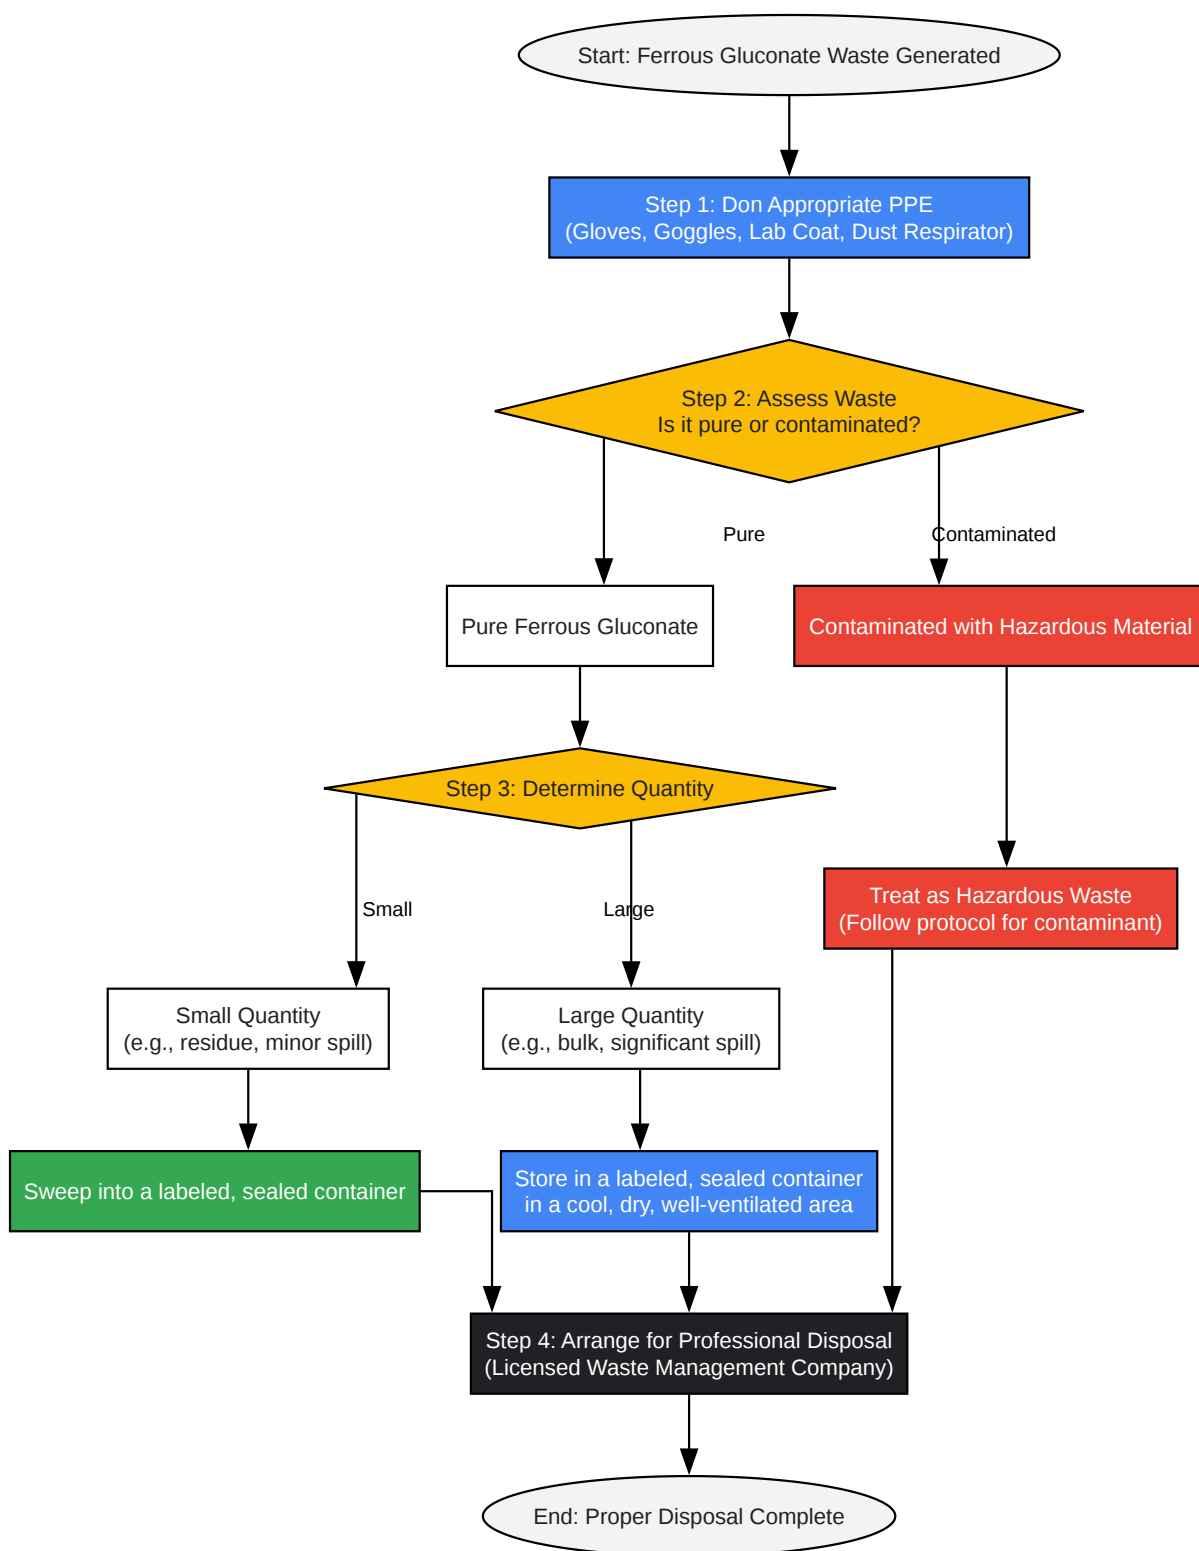 Start: Ferrous Gluconate Waste Generated
Step 1: Don Appropriate PPE
(Gloves, Goggles, Lab Coat, Dust Respirator)
Step 2: Assess Waste
Is it pure or contaminated?
Pure
Contaminated
Pure Ferrous Gluconate
Contaminated with Hazardous Material
Step 3: Determine Quantity
Small
Large
Treat as Hazardous Waste
(Follow protocol for contaminant)
Small Quantity
(e.g., residue, minor spill)
Large Quantity
(e.g., bulk, significant spill)
Sweep into a labeled, sealed container
Store in a labeled, sealed container
in a cool, dry, well-ventilated area
Step 4: Arrange for Professional Disposal
(Licensed Waste Management Company)
End: Proper Disposal Complete